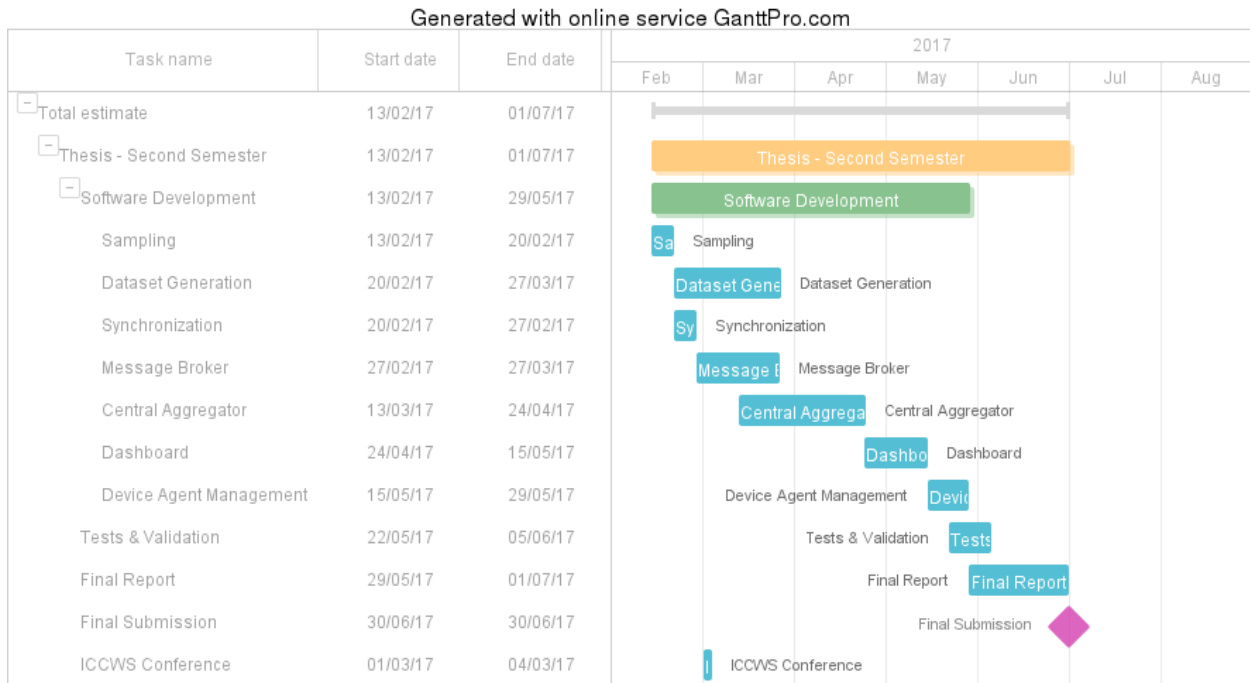 Generated with online service GanttPro.com
Task name Start date End date 2017
Feb Mar Apr May Jun Jul Aug
Total estimate 13/02/17 01/07/17
Thesis - Second Semester 13/02/17 01/07/17 Thesis - Second Semester
Software Development 13/02/17 29/05/17 Software Development
Sampling 13/02/17 20/02/17 Sa Sampling
Dataset Generation 20/02/17 27/03/17 Dataset Gene Dataset Generation
Synchronization 20/02/17 27/02/17 Sy Synchronization
Message Broker 27/02/17 27/03/17 Message B Message Broker
Central Aggregator 13/03/17 24/04/17 Central Aggrega Central Aggregator
Dashboard 24/04/17 15/05/17 Dashbo Dashboard
Device Agent Management 15/05/17 29/05/17 Device Agent Management Devic
Tests & Validation 22/05/17 05/06/17 Tests & Validation Tests
Final Report 29/05/17 01/07/17 Final Report Final Report
Final Submission 30/06/17 30/06/17 Final Submission
ICCWS Conference 01/03/17 04/03/17 I ICCWS Conference